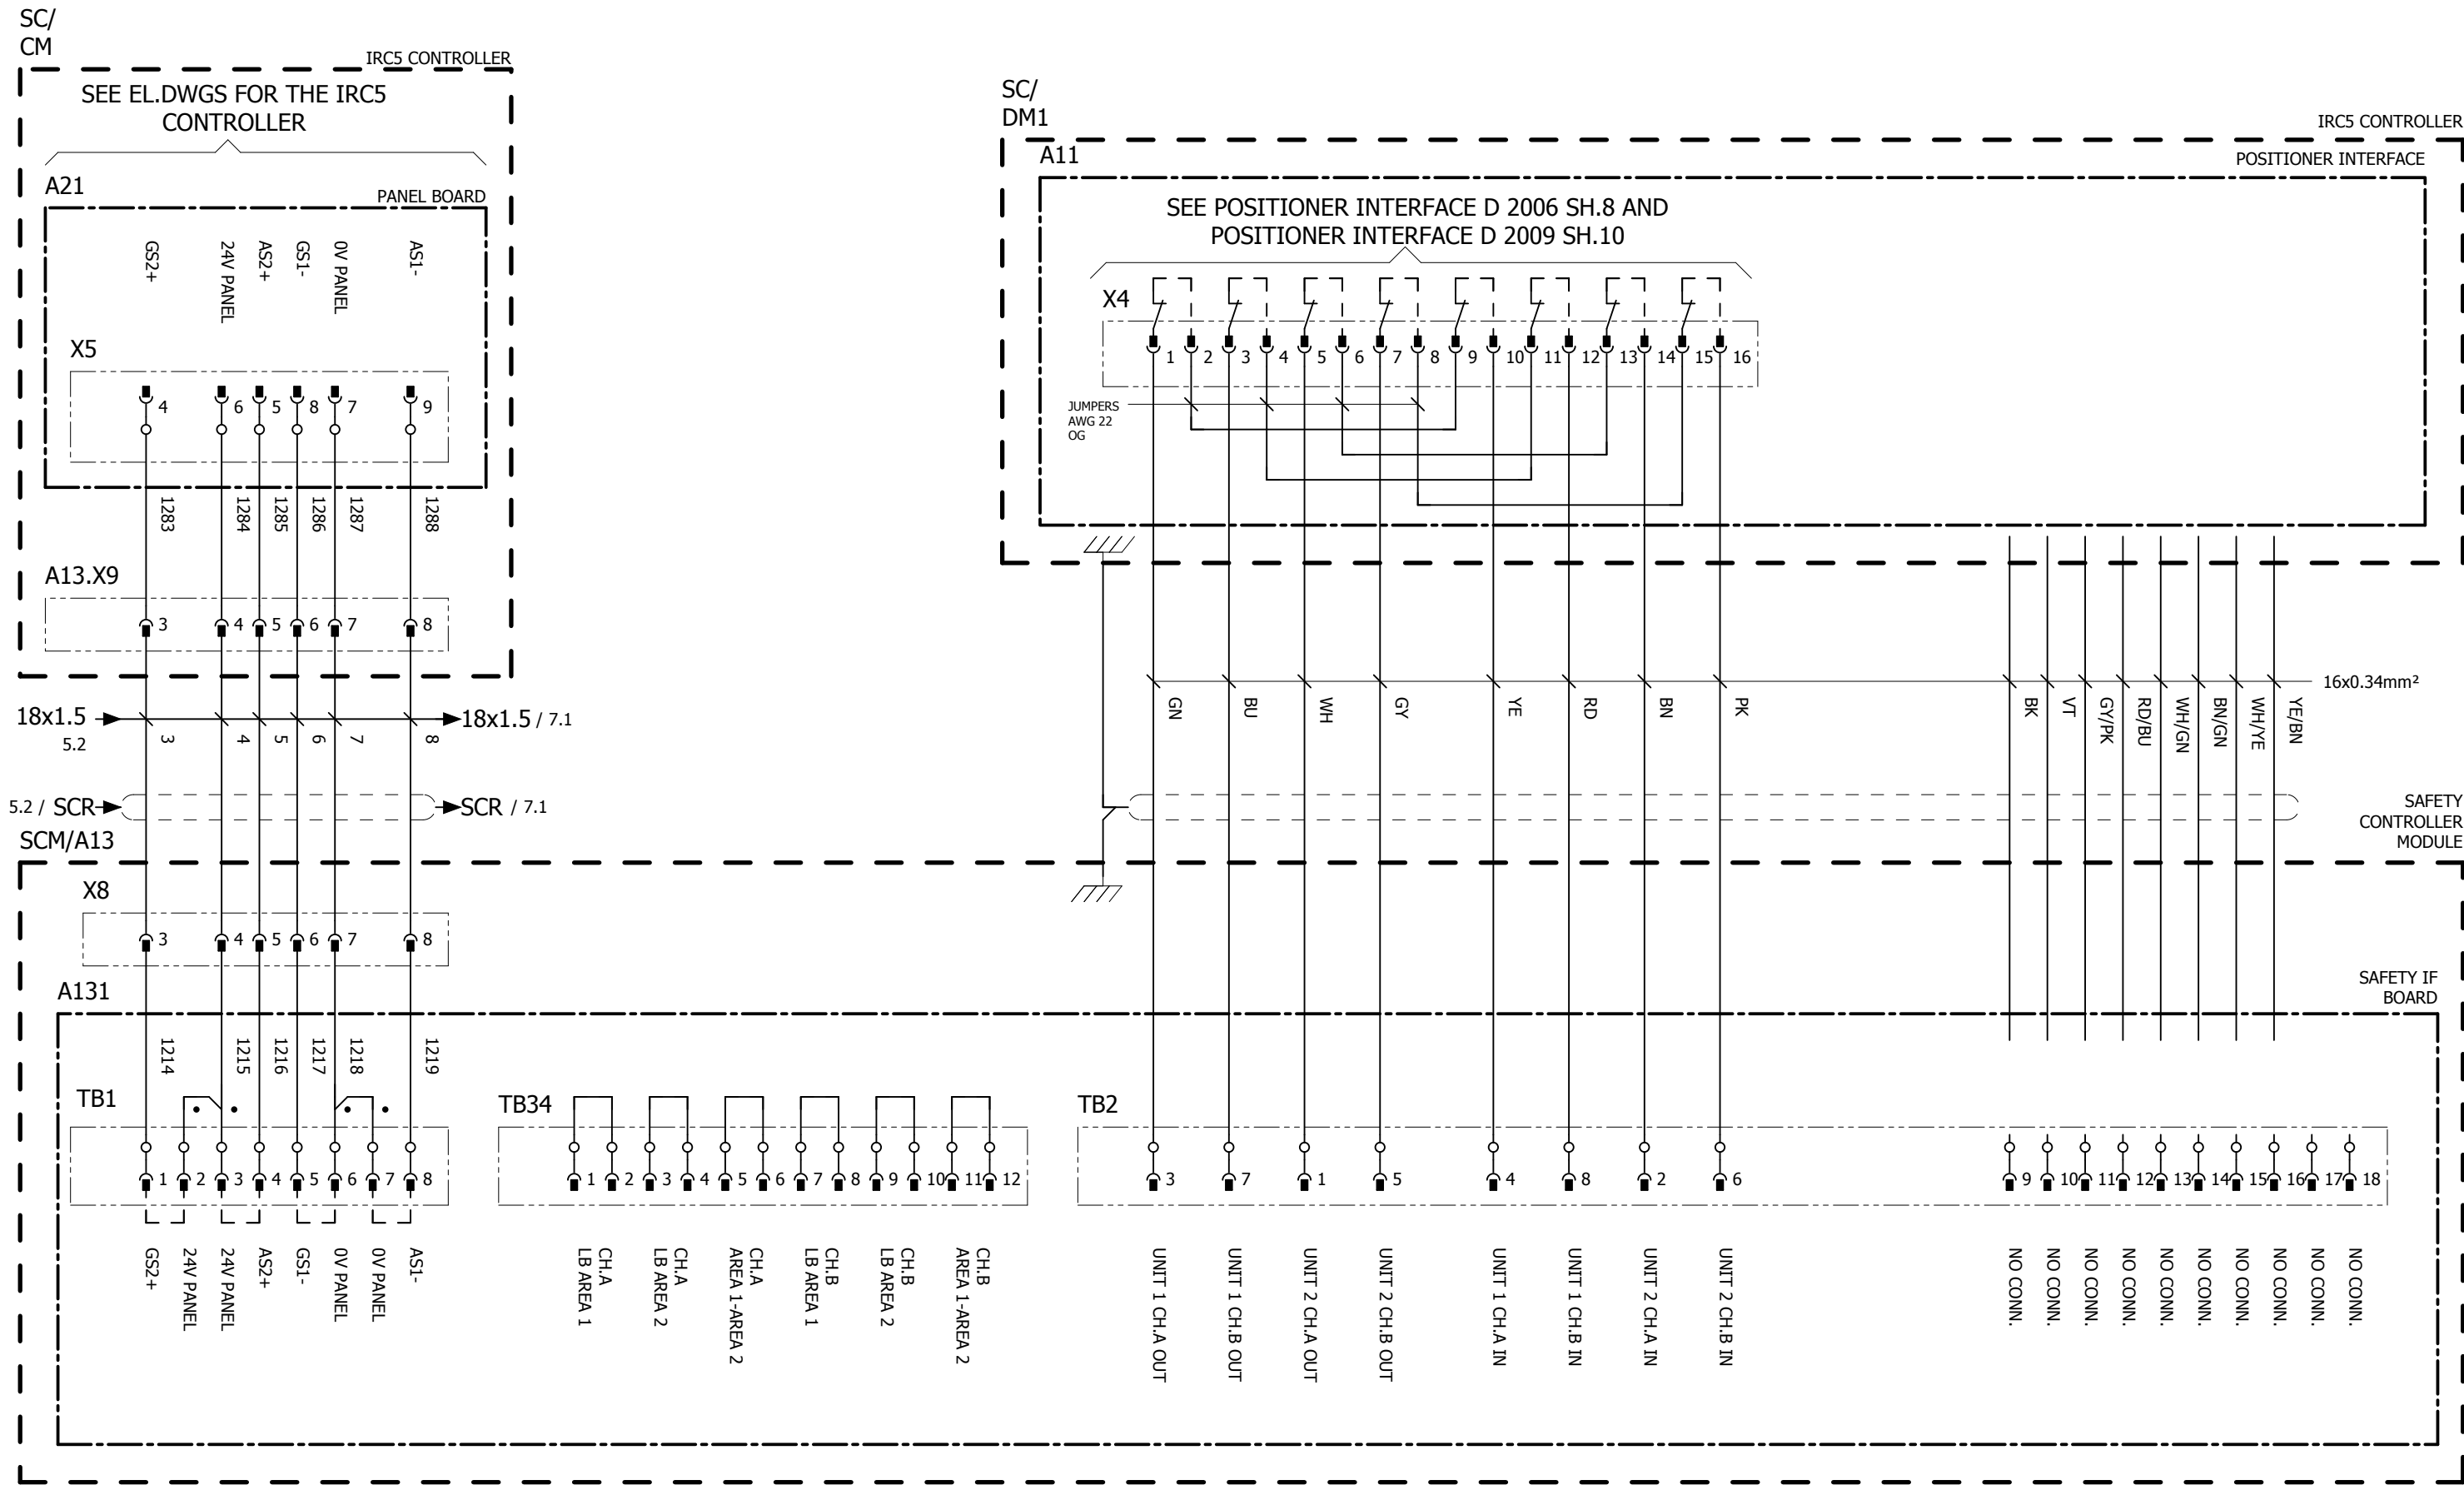 SC/
CM
IRC5 CONTROLLER
SEE EL.DWGS FOR THE IRC5
CONTROLLER
A21
PANEL BOARD
GS2+
24V PANEL
AS2+
GS1-
0V PANEL
AS1-
X5
4
6
5
8
7
9
1283
1284
1285
1286
1287
1288
A13.X9
3
4
5
6
7
8
18x1.5
5.2
3
4
5
6
7
8
18x1.5 / 7.1
5.2 / SCR
SCR / 7.1
SC/
DM1
IRC5 CONTROLLER
A11
POSITIONER INTERFACE
SEE POSITIONER INTERFACE D 2006 SH.8 AND
POSITIONER INTERFACE D 2009 SH.10
X4
1
2
3
4
5
6
7
8
9
10
11
12
13
14
15
16
JUMPERS
AWG 22
OG
GN
BU
WH
GY
YE
RD
BN
PK
BK
VT
GY/PK
RD/BU
WH/GN
BN/GN
WH/YE
YE/BN
16x0.34mm²
SCM/A13
SAFETY
CONTROLLER
MODULE
X8
3
4
5
6
7
8
A131
SAFETY IF
BOARD
1214
1215
1216
1217
1218
1219
TB1
1
2
3
4
5
6
7
8
GS2+
24V PANEL
24V PANEL
AS2+
GS1-
0V PANEL
0V PANEL
AS1-
TB34
1
2
3
4
5
6
7
8
9
10
11
12
CH.A
LB AREA 1
CH.A
LB AREA 2
CH.A
AREA 1-AREA 2
CH.B
LB AREA 1
CH.B
LB AREA 2
CH.B
AREA 1-AREA 2
TB2
3
7
1
5
4
8
2
6
9
10
11
12
13
14
15
16
17
18
UNIT 1 CH.A OUT
UNIT 1 CH.B OUT
UNIT 2 CH.A OUT
UNIT 2 CH.B OUT
UNIT 1 CH.A IN
UNIT 1 CH.B IN
UNIT 2 CH.A IN
UNIT 2 CH.B IN
NO CONN.
NO CONN.
NO CONN.
NO CONN.
NO CONN.
NO CONN.
NO CONN.
NO CONN.
NO CONN.
NO CONN.